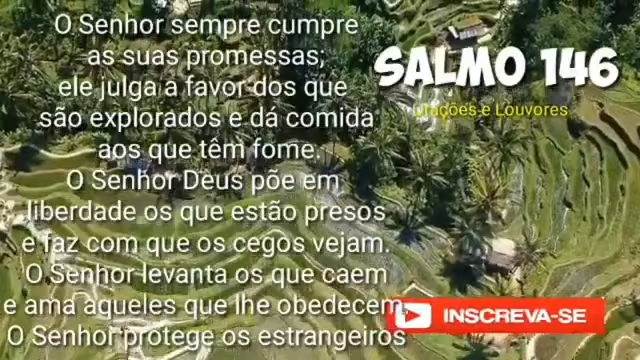 O Senhor sempre cumpre
as suas promessas;
ele julga a favor dos que
são explorados e dá comida
aos que têm fome.
O Senhor Deus põe em
liberdade os que estão presos
e faz com que os cegos vejam.
O Senhor levanta os que caem
e ama aqueles que lhe obedecem.
O Senhor protege os estrangeiros
SALMO 146
Orações e Louvores
INSCREVA-SE